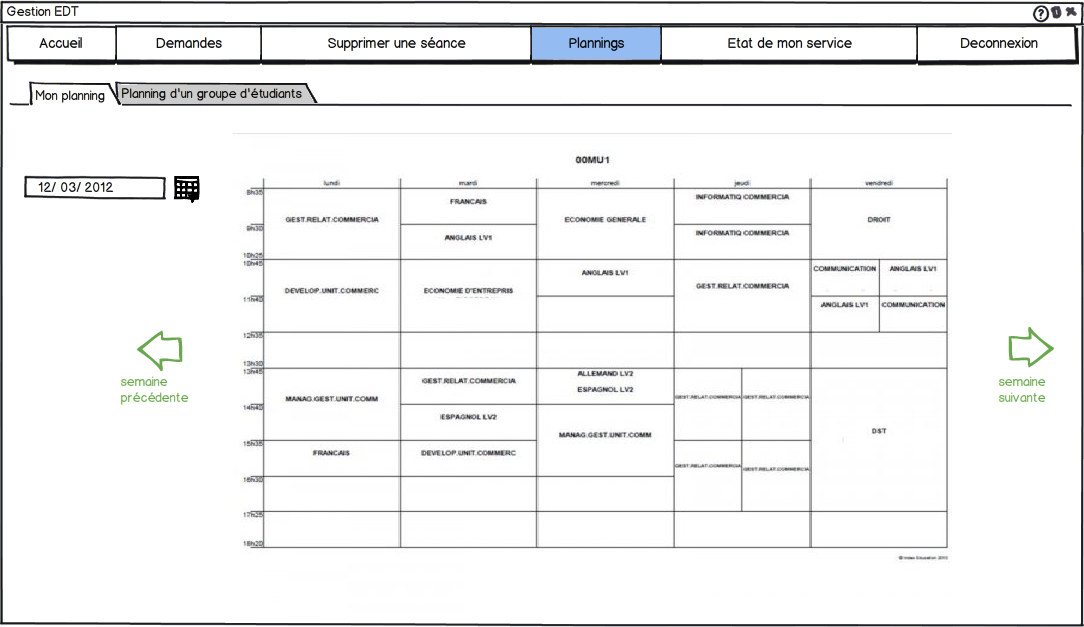 Gestion EDT
Accueil Demandes Supprimer une séance Plannings Etat de mon service Deconnexion
Mon planning Planning d'un groupe d'étudiants
12/ 03/ 2012
00MU1
lundi mardi mercredi jeudi vendredi
8h35
FRANCAIS INFORMATIQ COMMERCIA
GEST.RELAT.COMMERCIA ECONOMIE GENERALE DROIT
9h30
ANGLAIS LV1 INFORMATIQ COMMERCIA
10h25
10h45
COMMUNICATION ANGLAIS LV1
ANGLAIS LV1
DEVELOP.UNIT.COMMERC ECONOMIE D'ENTREPRIS GEST.RELAT.COMMERCIA
11h40
ANGLAIS LV1 COMMUNICATION
12h35
semaine
précédente
semaine
suivante
13h30
13h45
ALLEMAND LV2
GEST.RELAT.COMMERCIA
ESPAGNOL LV2
MANAG.GEST.UNIT.COMM GEST.RELAT.COMMERCIA GEST.RELAT.COMMERCIA
14h40
ESPAGNOL LV2
MANAG.GEST.UNIT.COMM DST
15h35
FRANCAIS DEVELOP.UNIT.COMMERC
GEST.RELAT.COMMERCIA GEST.RELAT.COMMERCIA
16h30
17h25
18h20
© Index Education 2010